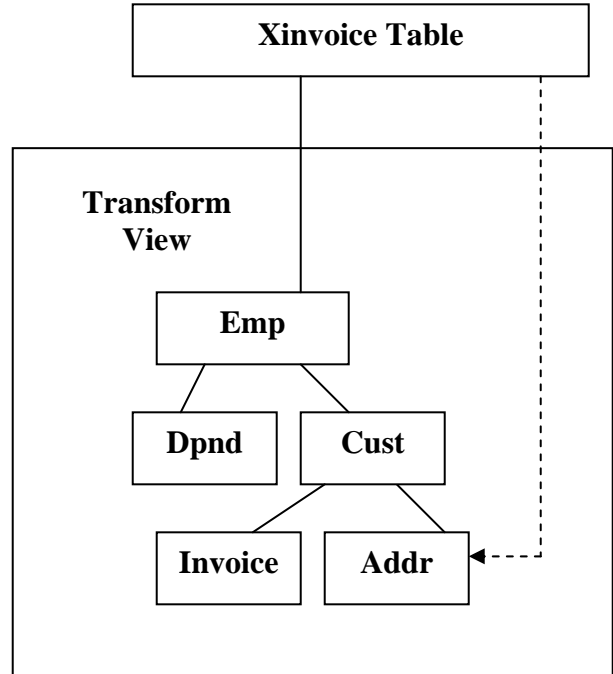 Xinvoice Table
Transform
View
Emp
Dpnd
Cust
Invoice
Addr